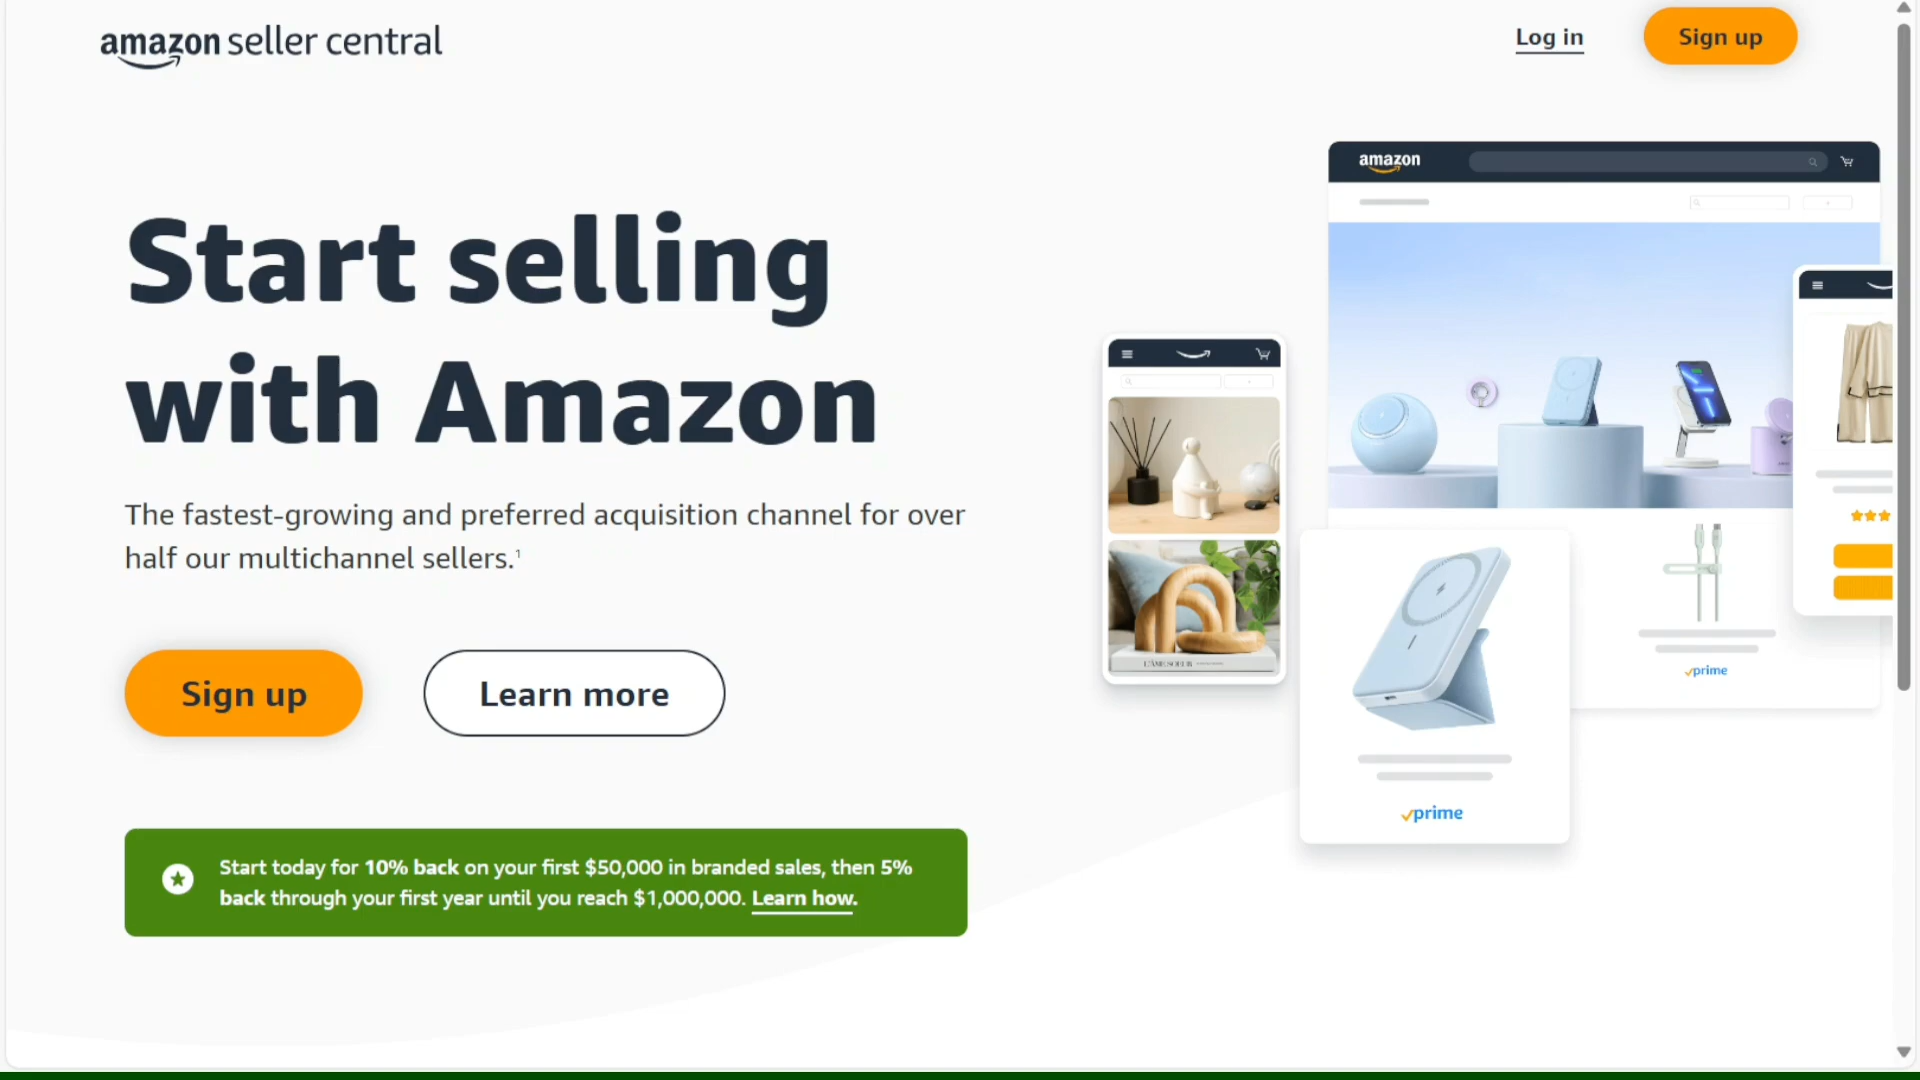 amazon seller central
Log in
Sign up
Start selling
with Amazon
The fastest-growing and preferred acquisition channel for over
half our multichannel sellers.¹
Sign up
Learn more
Start today for 10% back on your first $50,000 in branded sales, then 5%
back through your first year until you reach $1,000,000. Learn how.
amazon
prime
prime